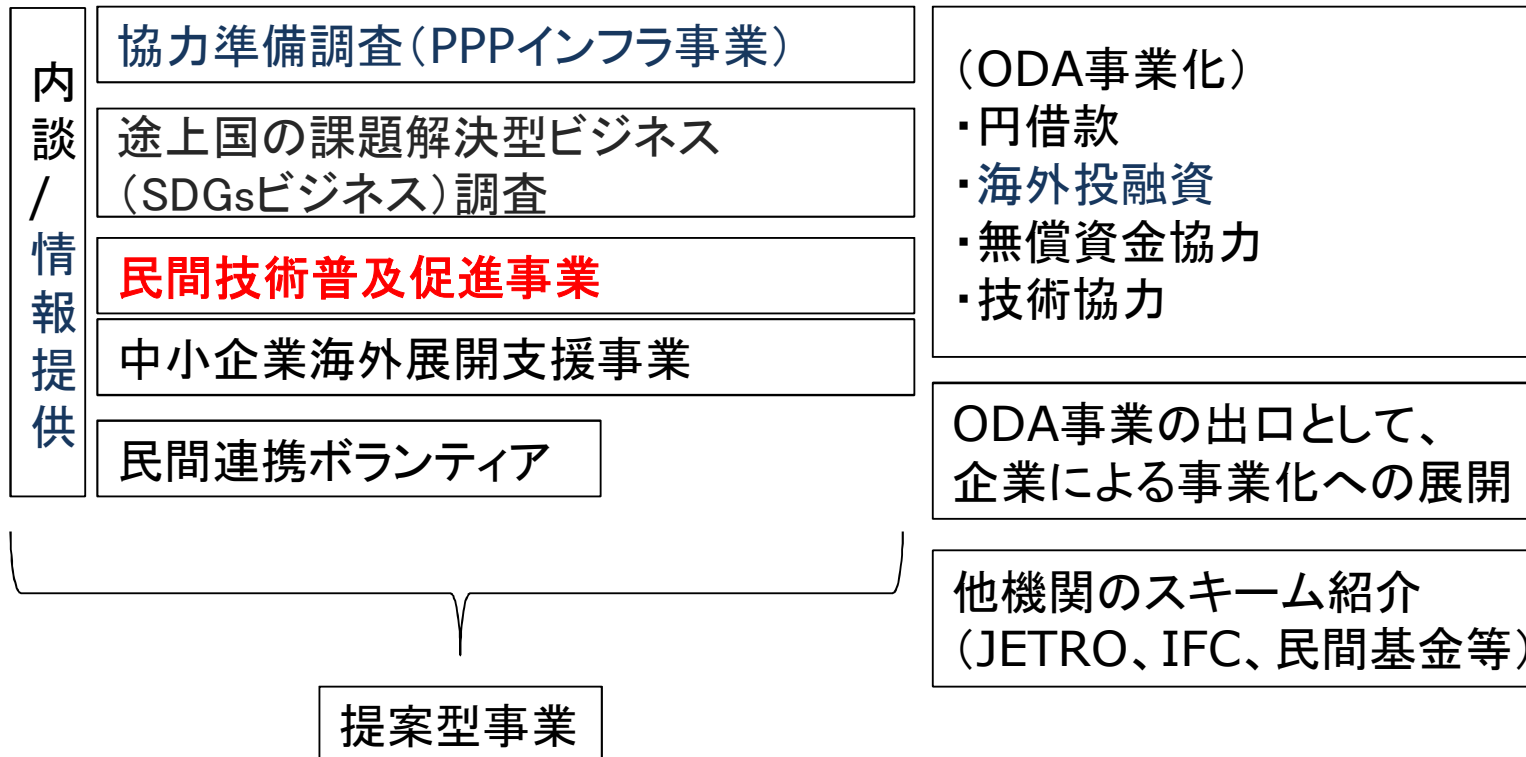 内談/情報提供
協力準備調査(PPPインフラ事業)
途上国の課題解決型ビジネス
(SDGsビジネス)調査
民間技術普及促進事業
中小企業海外展開支援事業
民間連携ボランティア
提案型事業
(ODA事業化)
・円借款
・海外投融資
・無償資金協力
・技術協力
ODA事業の出口として、
企業による事業化への展開
他機関のスキーム紹介
(JETRO、IFC、民間基金等)